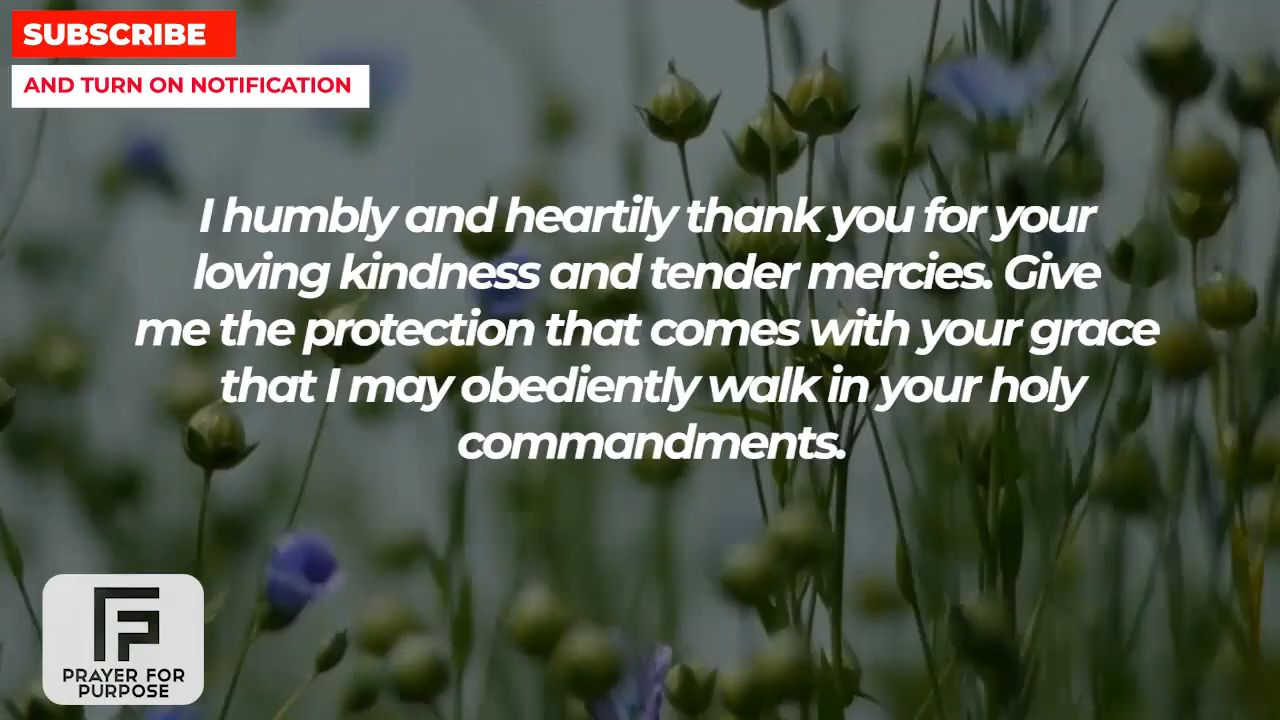 SUBSCRIBE
AND TURN ON NOTIFICATION
I humbly and heartily thank you for your
loving kindness and tender mercies. Give
me the protection that comes with your grace
that I may obediently walk in your holy
commandments.
PRAYER FOR
PURPOSE